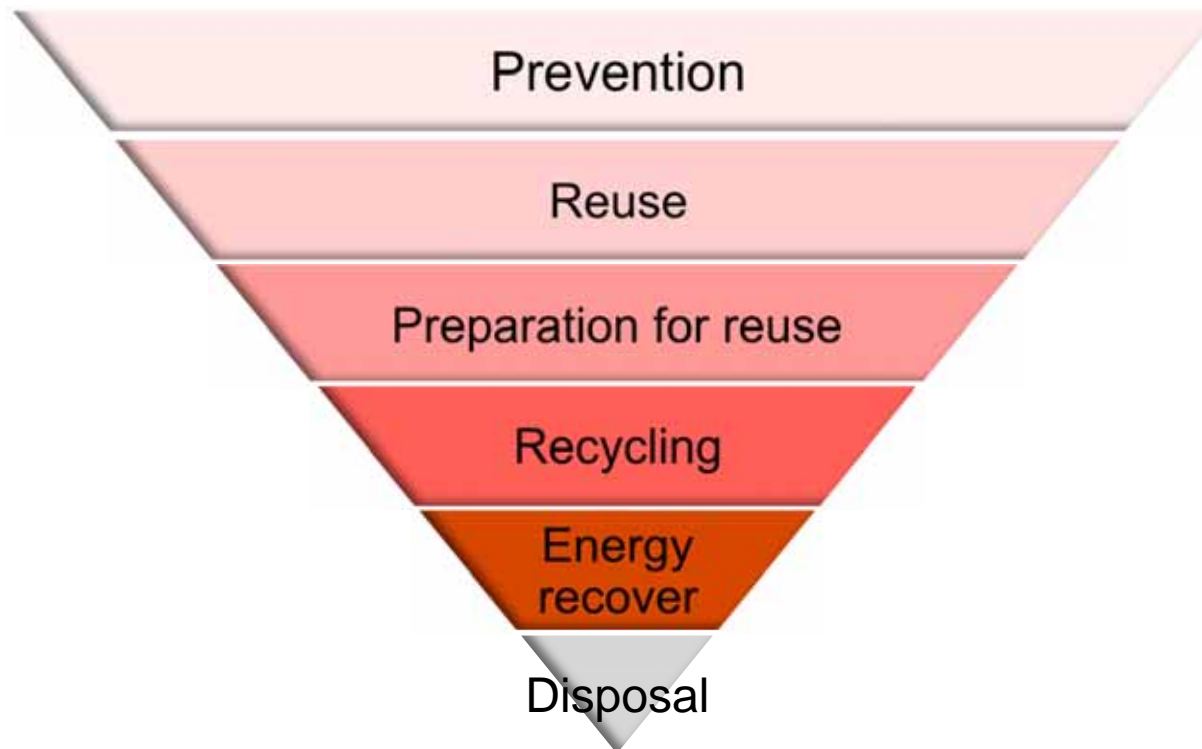 Prevention
Reuse
Preparation for reuse
Recycling
Energy
recover
Disposal